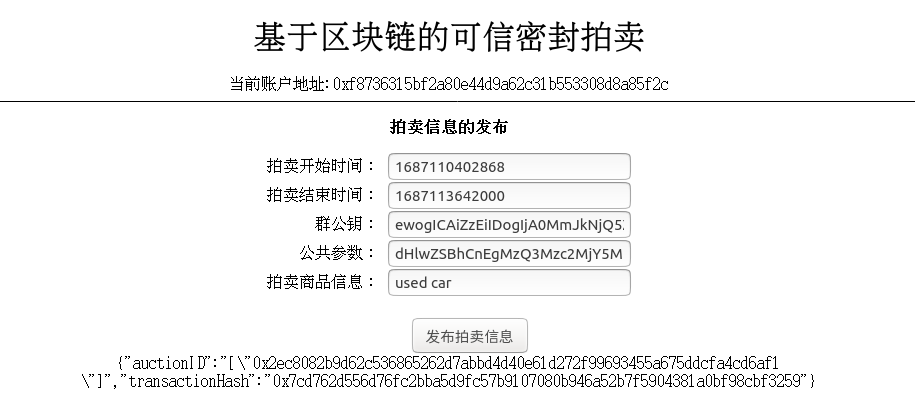 基于区块链的可信密封拍卖
当前账户地址:0xf8736315bf2a80e44d9a62c31b553308d8a85f2c
拍卖信息的发布
拍卖开始时间： 1687110402868
拍卖结束时间： 1687113642000
群公钥： ewogICAiZzEiIDogIjA0MmJkNjQ5
公共参数： dHlwZSBhCnEgMzQ3Mzc2MjY5M
拍卖商品信息： used car
发布拍卖信息
{"auctionID":"[\"0x2ec8082b9d62c536865262d7abbd4d40e61d272f99693455a675ddcfa4cd6af1
\"]","transactionHash":"0x7cd762d556d76fc2bba5d9fc57b9107080b946a52b7f5904381a0bf98cbf3259"}